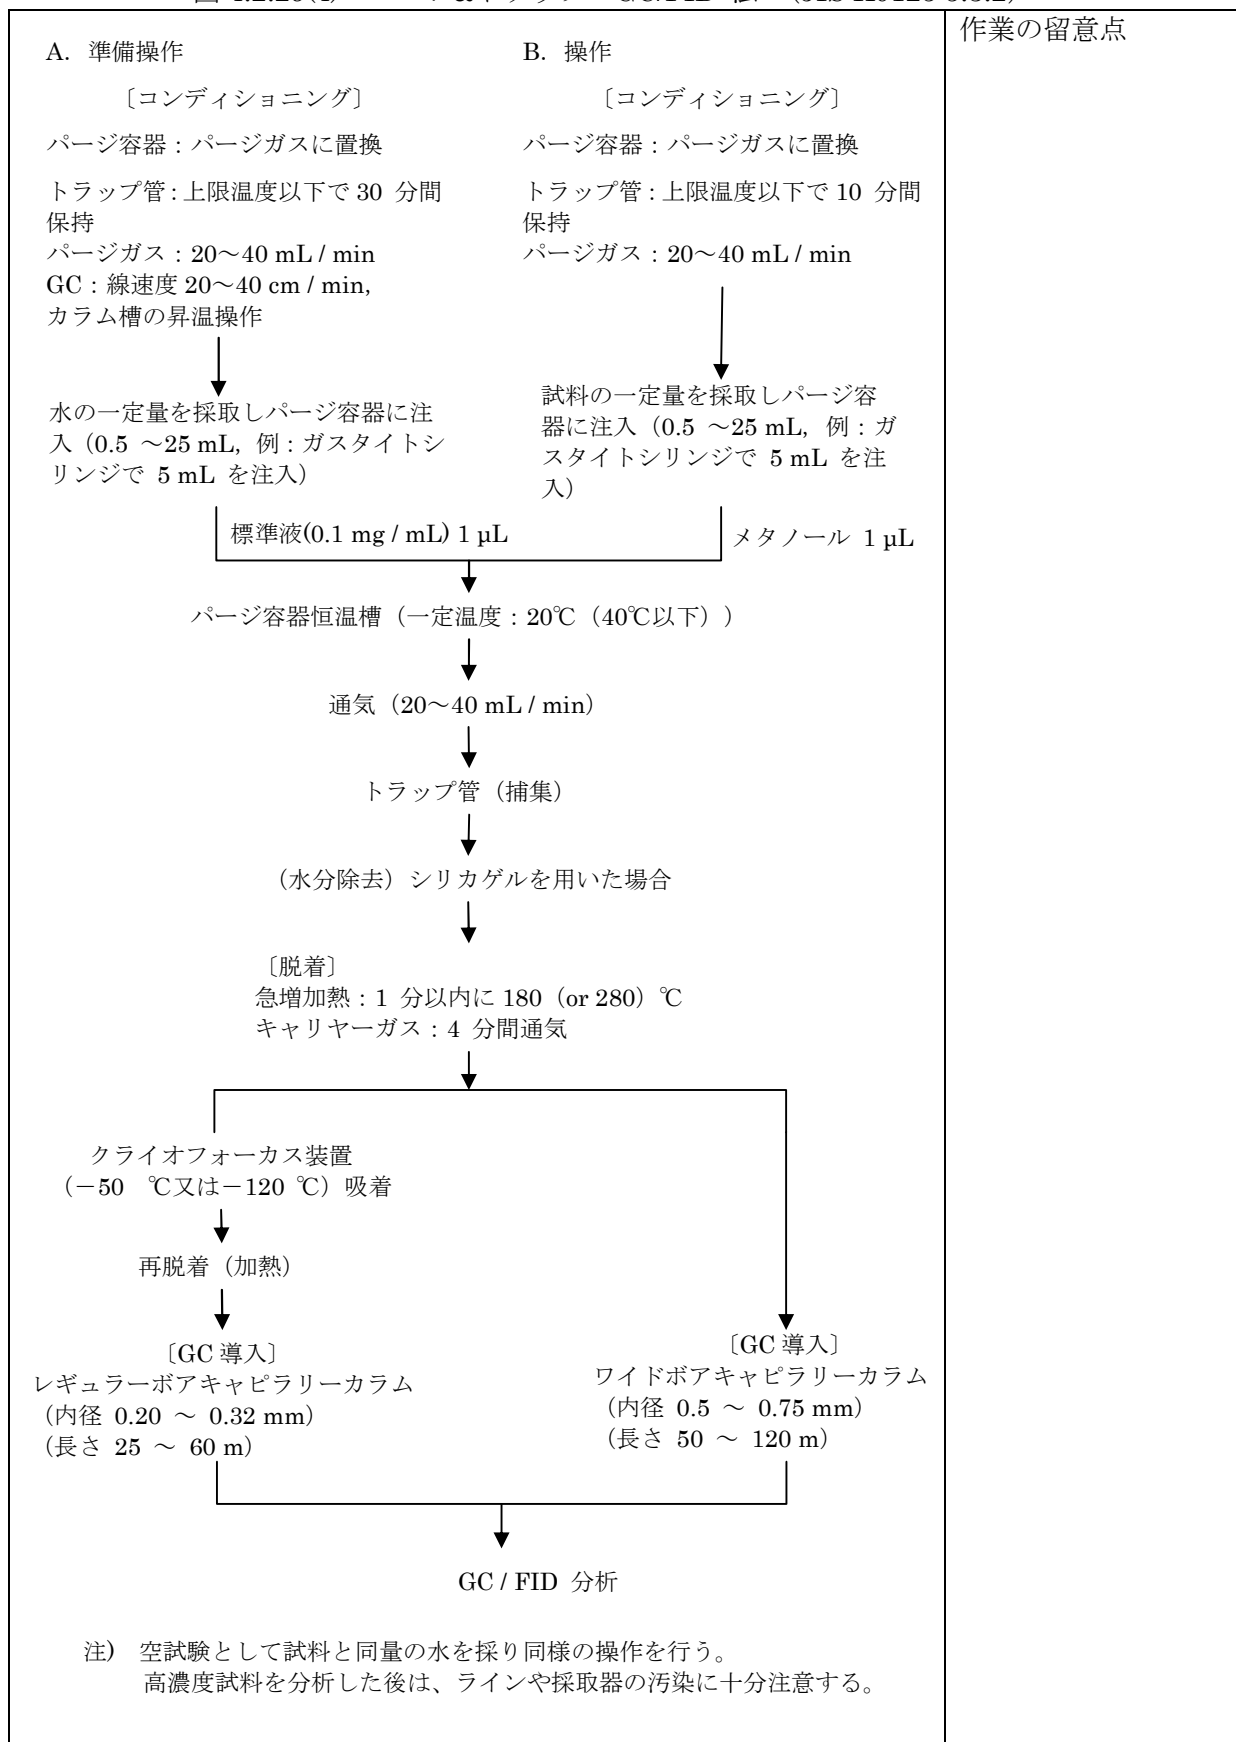 作業の留意点
A. 準備操作
〔コンディショニング〕
パージ容器：パージガスに置換
トラップ管：上限温度以下で 30 分間
保持
パージガス：20～40 mL / min
GC：線速度 20～40 cm / min,
カラム槽の昇温操作
水の一定量を採取しパージ容器に注
入（0.5 ～25 mL, 例：ガスタイトシ
リンジで 5 mL を注入）
標準液(0.1 mg / mL) 1 µL
B. 操作
〔コンディショニング〕
パージ容器：パージガスに置換
トラップ管：上限温度以下で 10 分間
保持
パージガス：20～40 mL / min
試料の一定量を採取しパージ容
器に注入（0.5 ～25 mL, 例：ガ
スタイトシリンジで 5 mL を注
入）
メタノール 1 µL
パージ容器恒温槽（一定温度：20℃（40℃以下））
通気（20～40 mL / min）
トラップ管（捕集）
（水分除去）シリカゲルを用いた場合
〔脱着〕
急増加熱：1 分以内に 180（or 280）℃
キャリヤーガス：4 分間通気
クライオフォーカス装置
（－50 ℃又は－120 ℃）吸着
再脱着（加熱）
〔GC 導入〕
レギュラーボアキャピラリーカラム
（内径 0.20 ～ 0.32 mm）
（長さ 25 ～ 60 m）
〔GC 導入〕
ワイドボアキャピラリーカラム
（内径 0.5 ～ 0.75 mm）
（長さ 50 ～ 120 m）
GC / FID 分析
注） 空試験として試料と同量の水を採り同様の操作を行う。
高濃度試料を分析した後は、ラインや採取器の汚染に十分注意する。